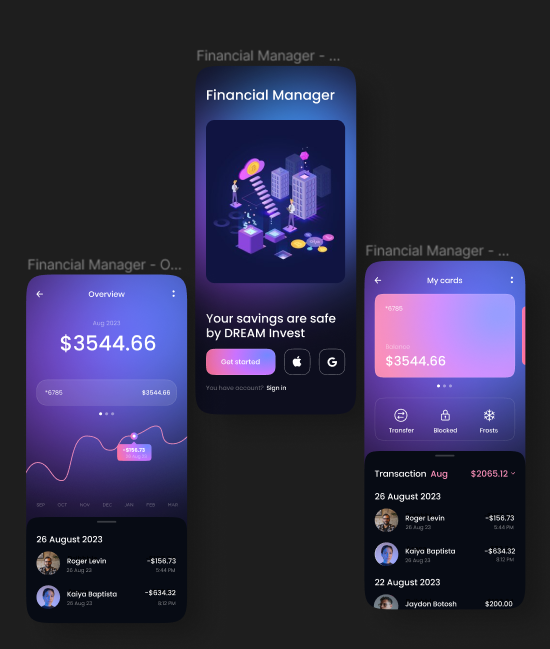 Financial Manager - ...
Financial Manager
Your savings are safe
by DREAM Invest
Get started
You have account? Sign in
Financial Manager - O...
Overview
Aug 2023
$3544.66
*6785 $3544.66
-$156.73
SEP OCT NOV DEC JAN FEB MAR
26 August 2023
Roger Levin -$156.73
26 Aug 23 5:44 PM
Kaiya Baptista -$634.32
26 Aug 23 8:12 PM
Financial Manager - ...
My cards
*6785
Balance
$3544.66
Transfer Blocked Frosts
Transaction Aug $2065.12
26 August 2023
Roger Levin -$156.73
26 Aug 23 5:44 PM
Kaiya Baptista -$634.32
26 Aug 23 8:12 PM
22 August 2023
Jaydon Botosh $200.00